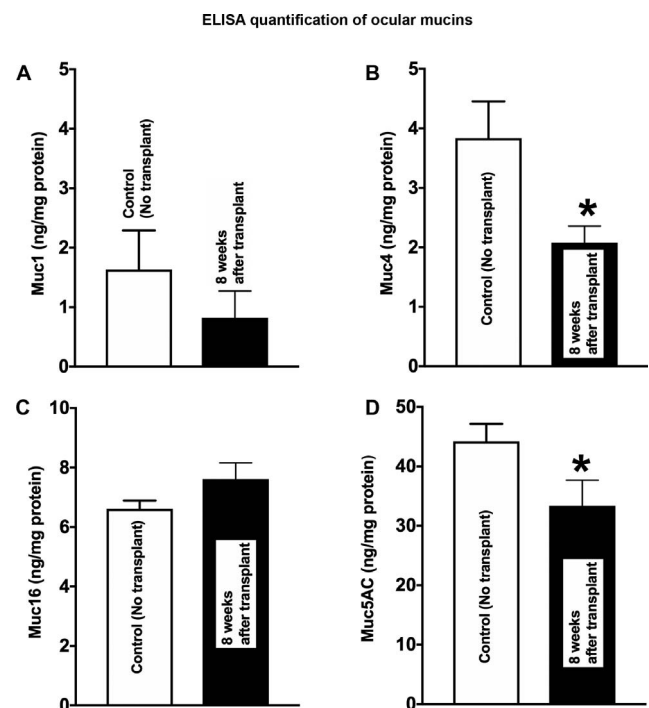 ELISA quantification of ocular mucins
A
Muc1 (ng/mg protein)
5
4
3
2
1
0
Control
(No transplant)
8 weeks
after transplant
B
Muc4 (ng/mg protein)
5
4
3
2
1
0
Control (No transplant)
*
8 weeks
after transplant
C
Muc16 (ng/mg protein)
10
8
6
4
2
0
Control (No transplant)
8 weeks
after transplant
D
Muc5AC (ng/mg protein)
50
40
30
20
10
0
Control (No transplant)
*
8 weeks
after transplant